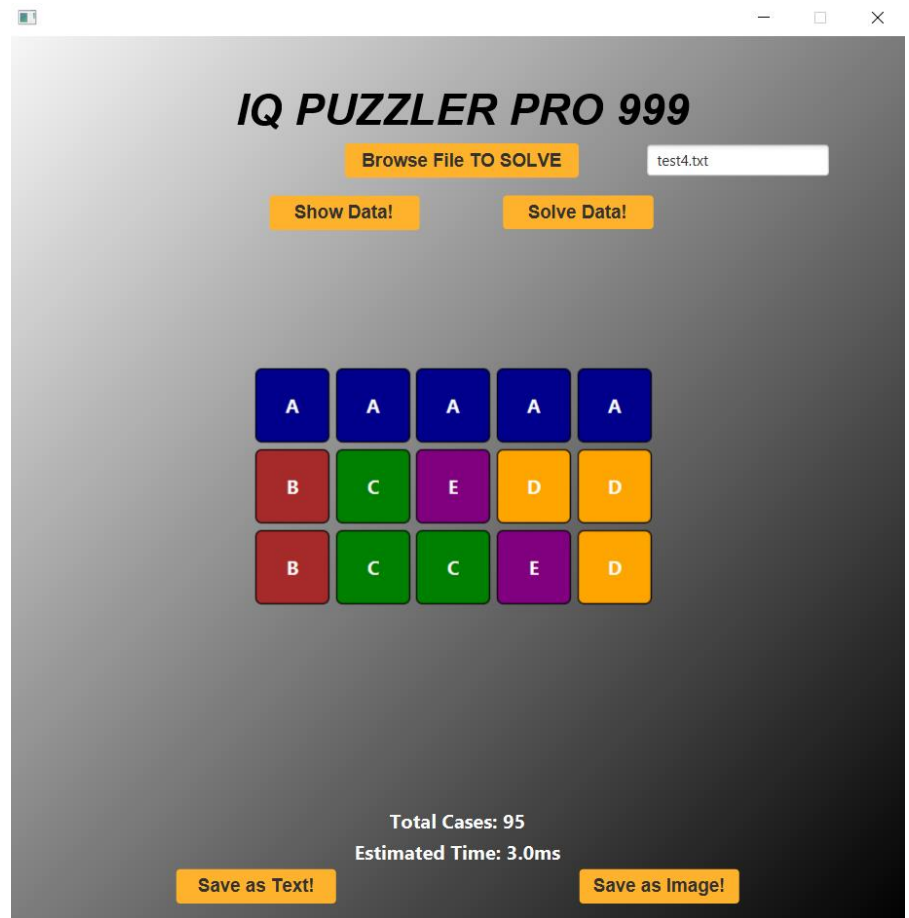 IQ PUZZLER PRO 999
Browse File TO SOLVE test4.txt
Show Data! Solve Data!
A A A A A
B C E D D
B C C E D
Total Cases: 95
Estimated Time: 3.0ms
Save as Text! Save as Image!